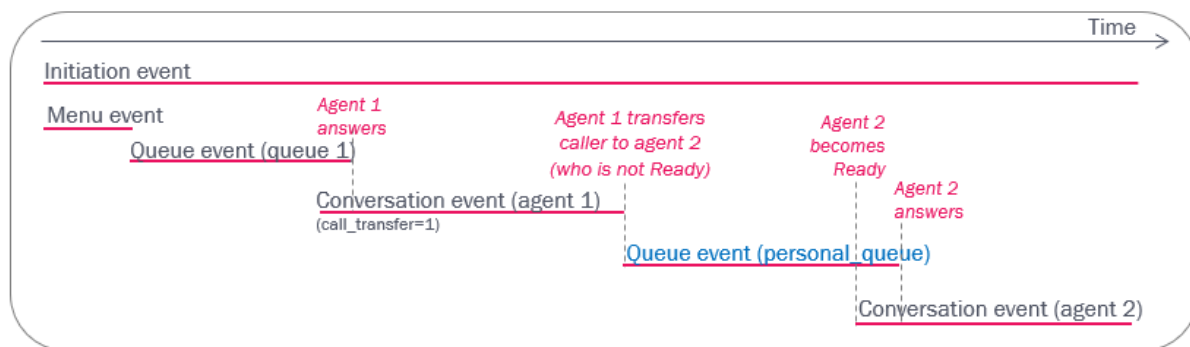 Time
Initiation event
Menu event
Agent 1
answers
Queue event (queue 1)
Agent 1 transfers
caller to agent 2
(who is not Ready)
Agent 2
becomes
Ready
Agent 2
answers
Conversation event (agent 1)
(call_transfer=1)
Queue event (personal_queue)
Conversation event (agent 2)